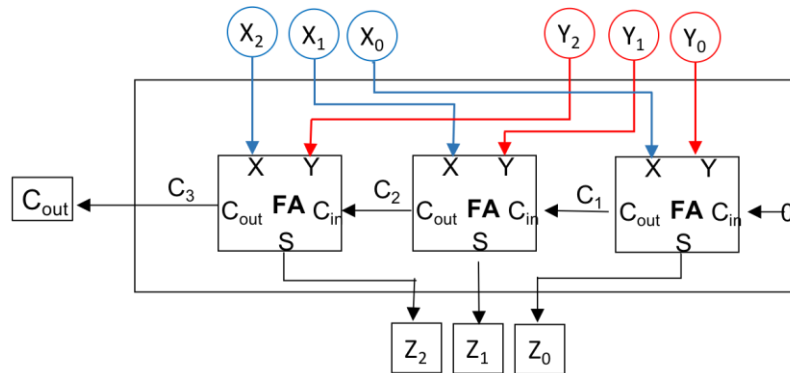 X2 X1 X0 Y2 Y1 Y0
X Y X Y X Y
Cout C3 Cout FA Cin C2 Cout FA Cin C1 Cout FA Cin 0
S S S
Z2 Z1 Z0